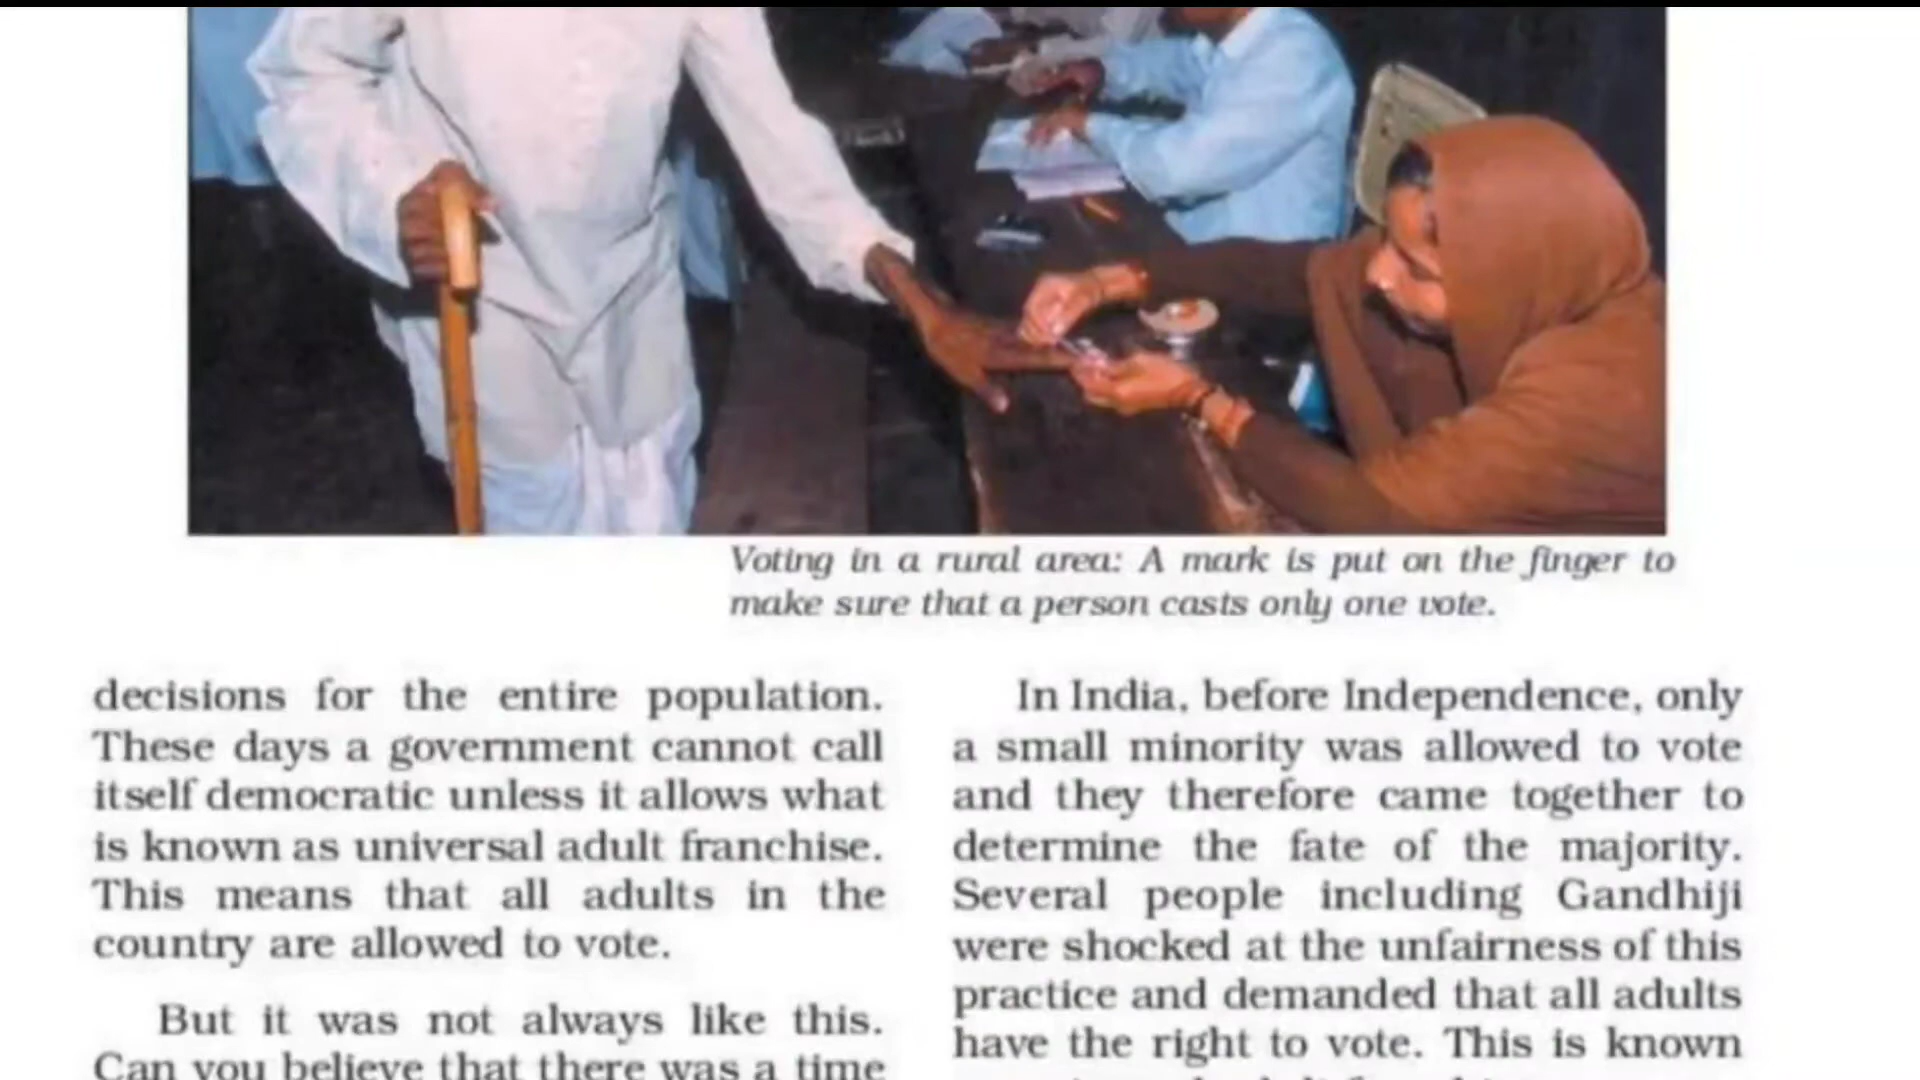 Voting in a rural area: A mark is put on the finger to
make sure that a person casts only one vote.
decisions for the entire population.
These days a government cannot call
itself democratic unless it allows what
is known as universal adult franchise.
This means that all adults in the
country are allowed to vote.
But it was not always like this.
Can you believe that there was a time
In India, before Independence, only
a small minority was allowed to vote
and they therefore came together to
determine the fate of the majority.
Several people including Gandhiji
were shocked at the unfairness of this
practice and demanded that all adults
have the right to vote. This is known